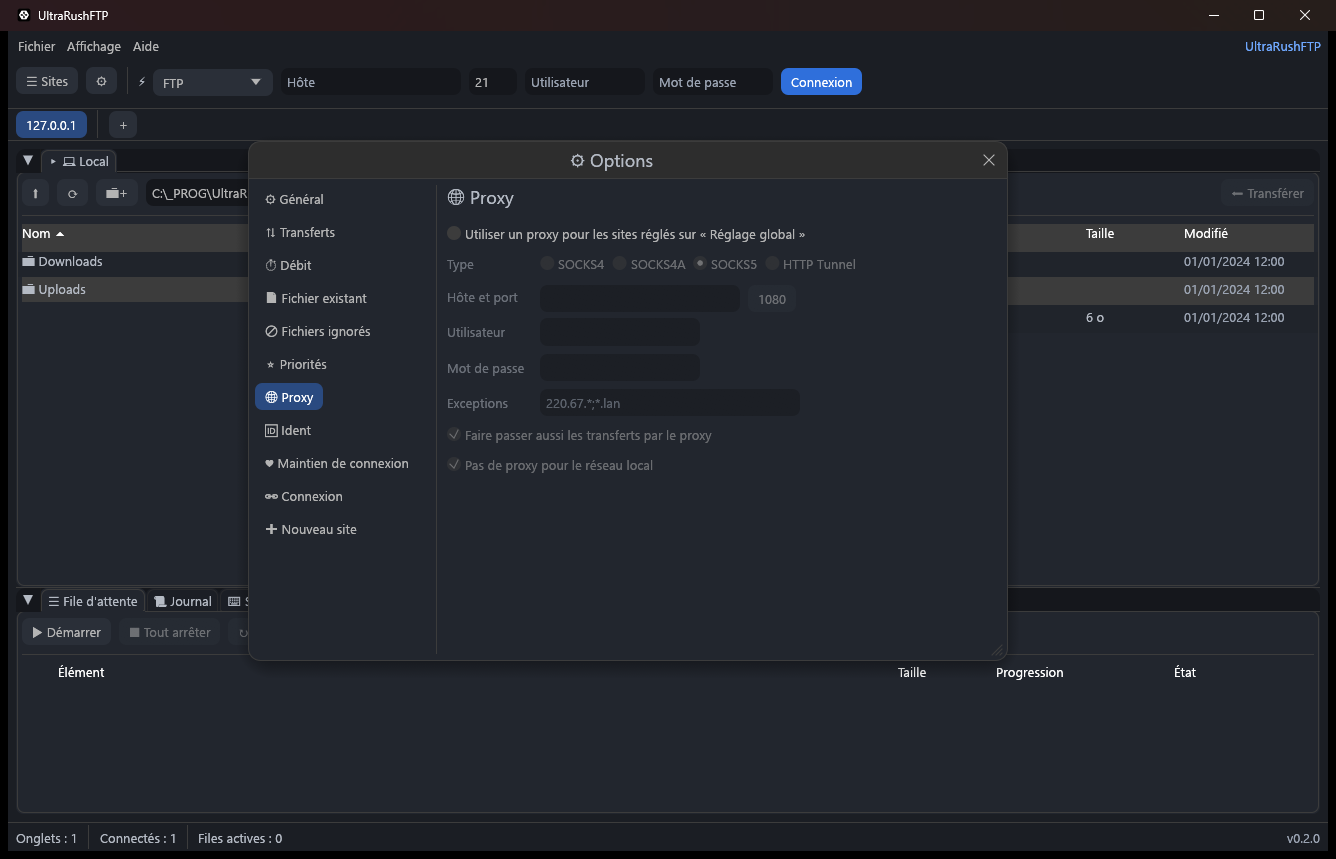 UltraRushFTP
Fichier Affichage Aide UltraRushFTP
Sites FTP Hôte 21 Utilisateur Mot de passe Connexion
127.0.0.1 +
Local
C:\_PROG\UltraR
Transférer
Nom Taille Modifié
Downloads 01/01/2024 12:00
Uploads 01/01/2024 12:00
6 o 01/01/2024 12:00
Options
Général
Transferts
Débit
Fichier existant
Fichiers ignorés
Priorités
Proxy
Ident
Maintien de connexion
Connexion
Nouveau site
Proxy
Utiliser un proxy pour les sites réglés sur « Réglage global »
Type SOCKS4 SOCKS4A SOCKS5 HTTP Tunnel
Hôte et port 1080
Utilisateur
Mot de passe
Exceptions 220.67.*;*.lan
Faire passer aussi les transferts par le proxy
Pas de proxy pour le réseau local
File d'attente Journal
Démarrer Tout arrêter
Élément Taille Progression État
Onglets : 1 Connectés : 1 Files actives : 0 v0.2.0